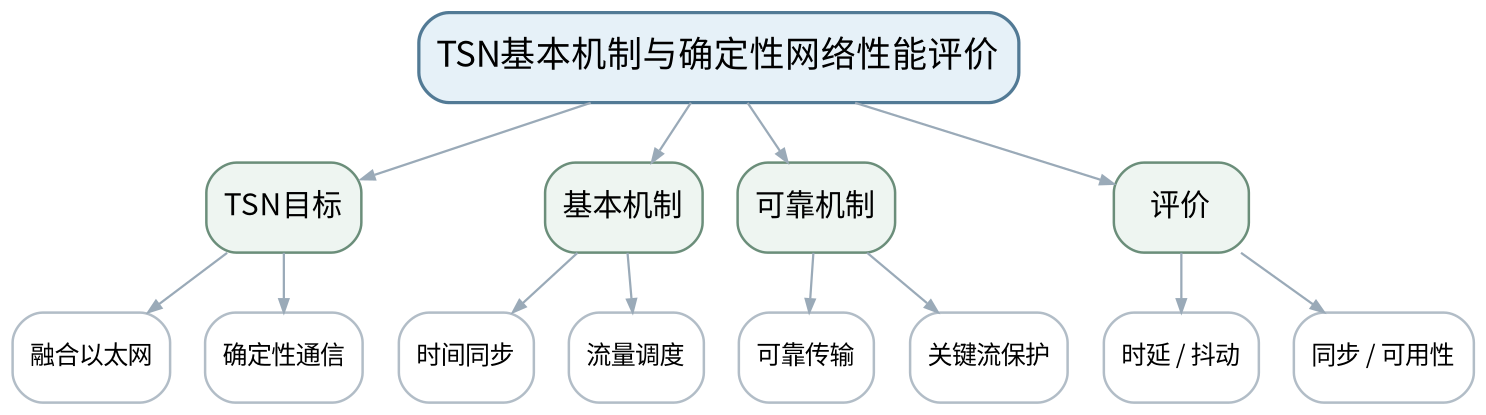 TSN基本机制与确定性网络性能评价
TSN目标
基本机制
可靠机制
评价
融合以太网
确定性通信
时间同步
流量调度
可靠传输
关键流保护
时延 / 抖动
同步 / 可用性